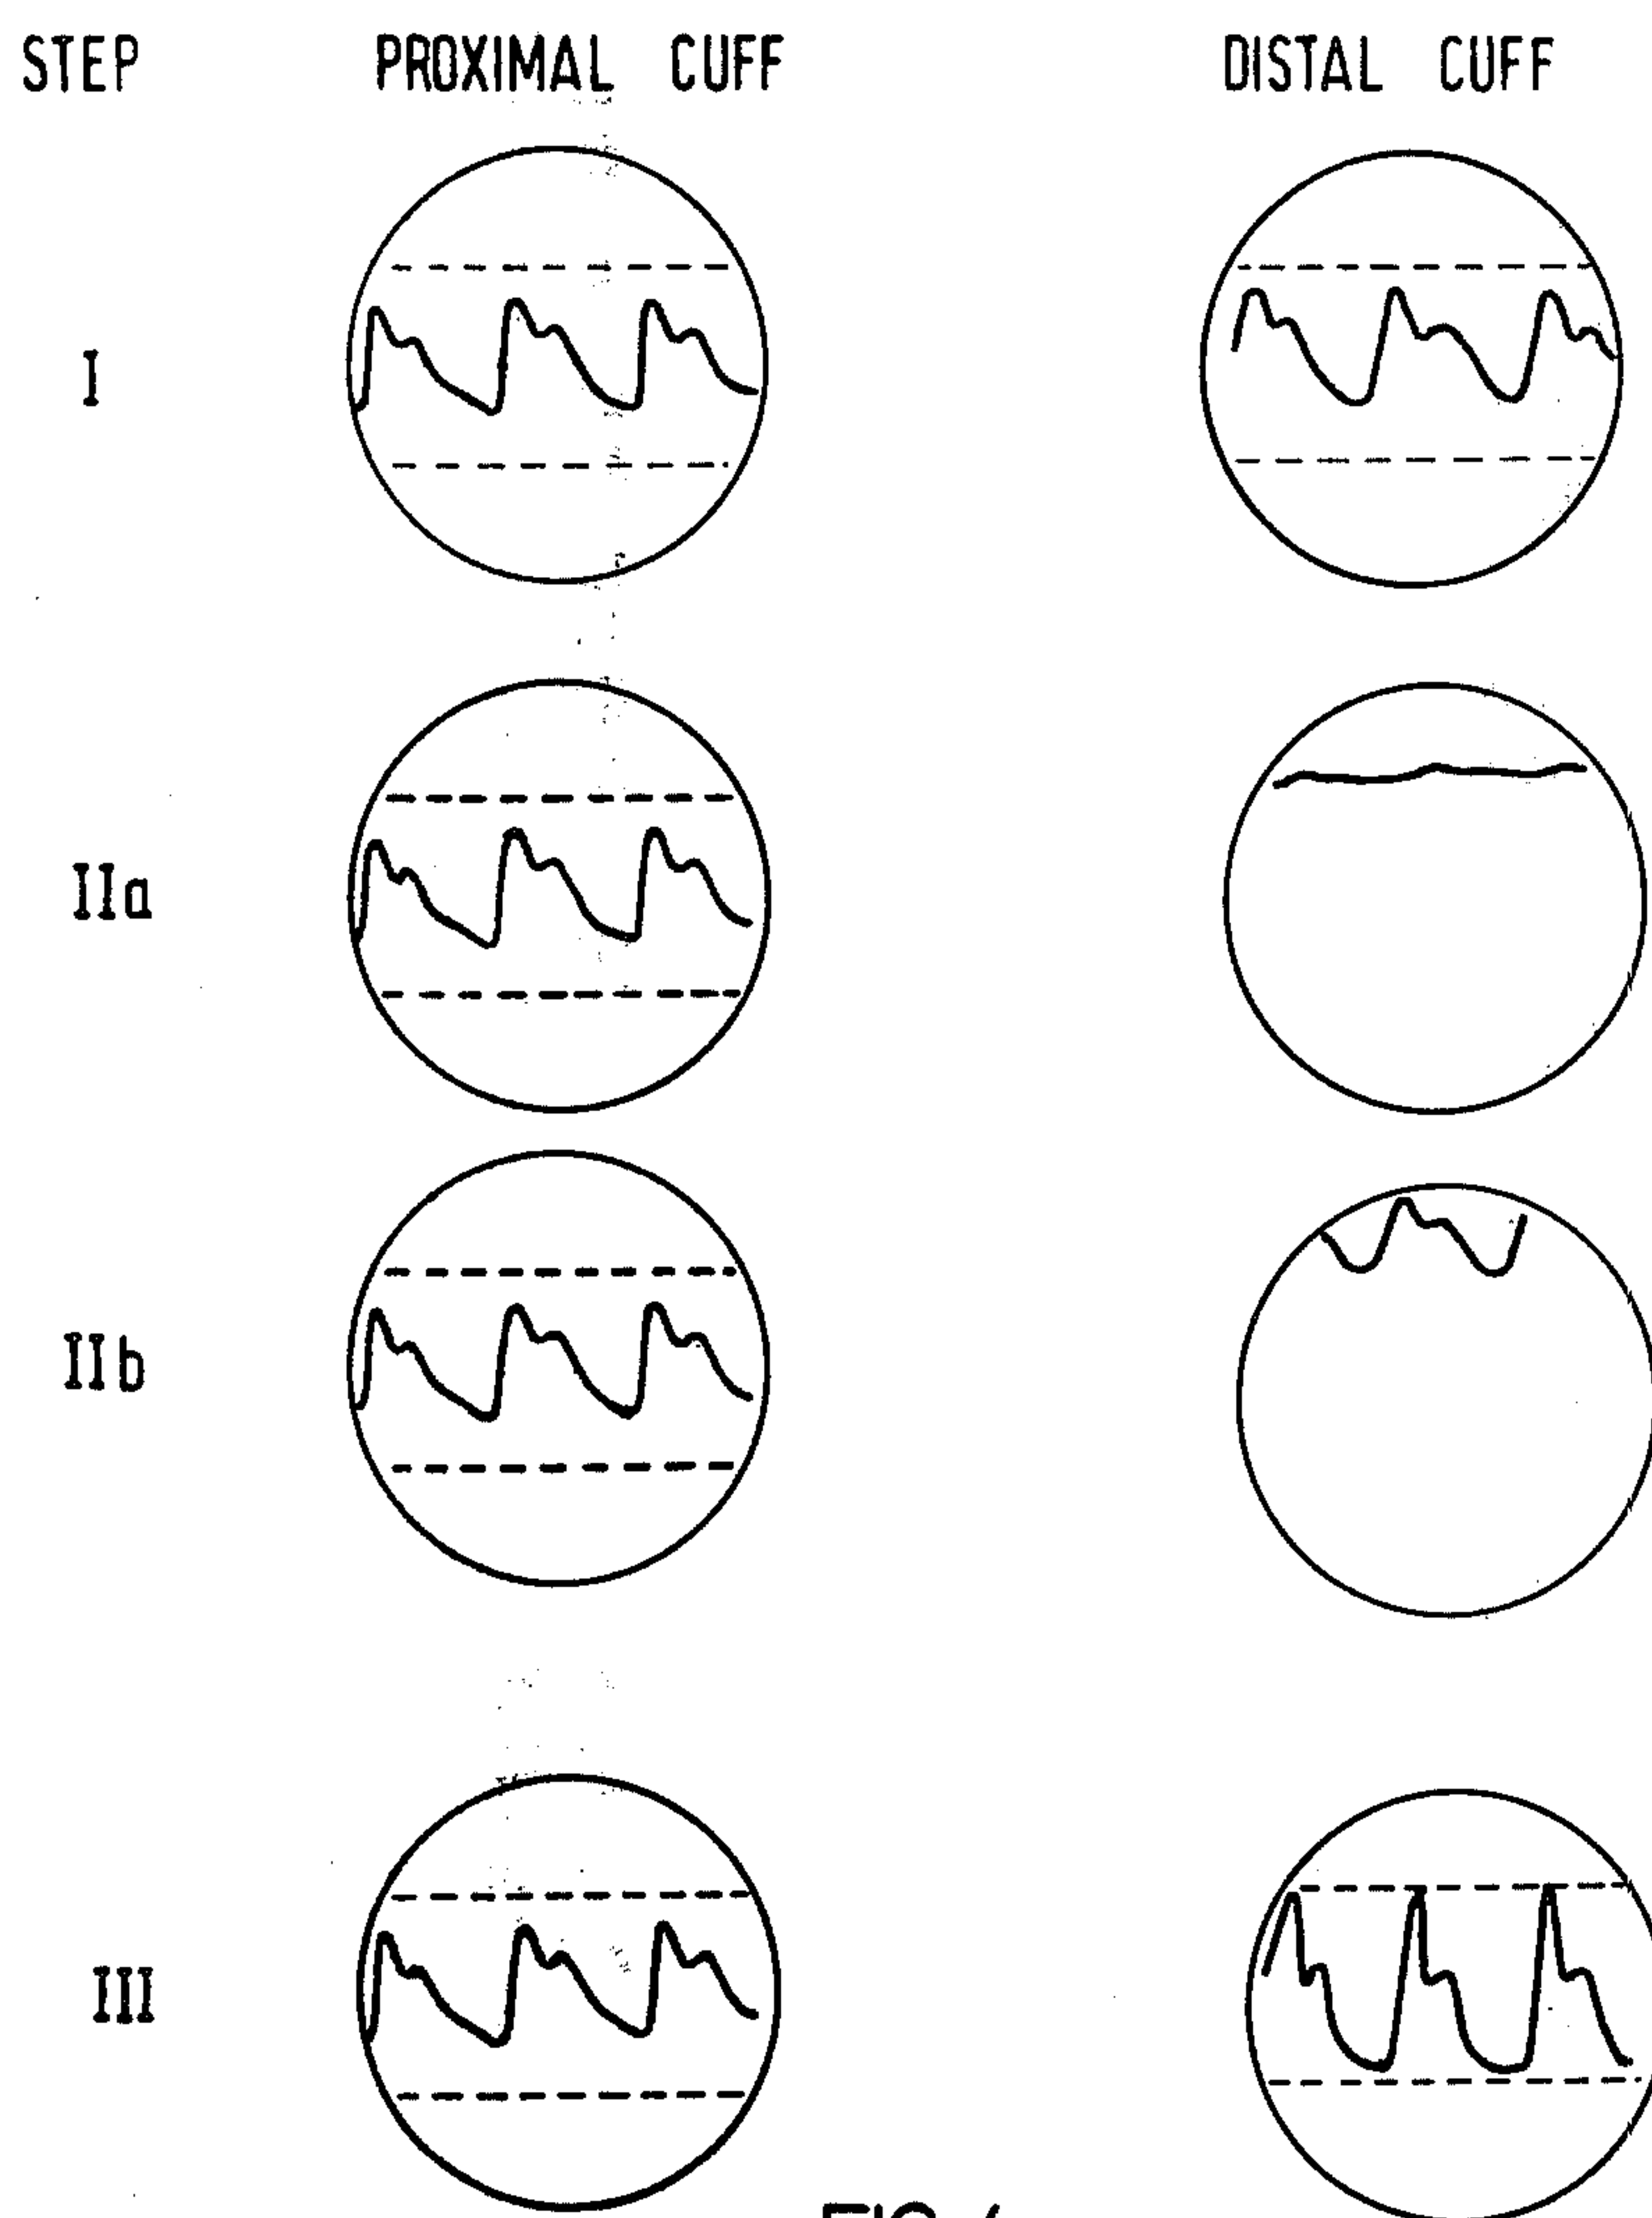 STEP PROXIMAL CUFF DISTAL CUFF
I
IIa
IIb
III